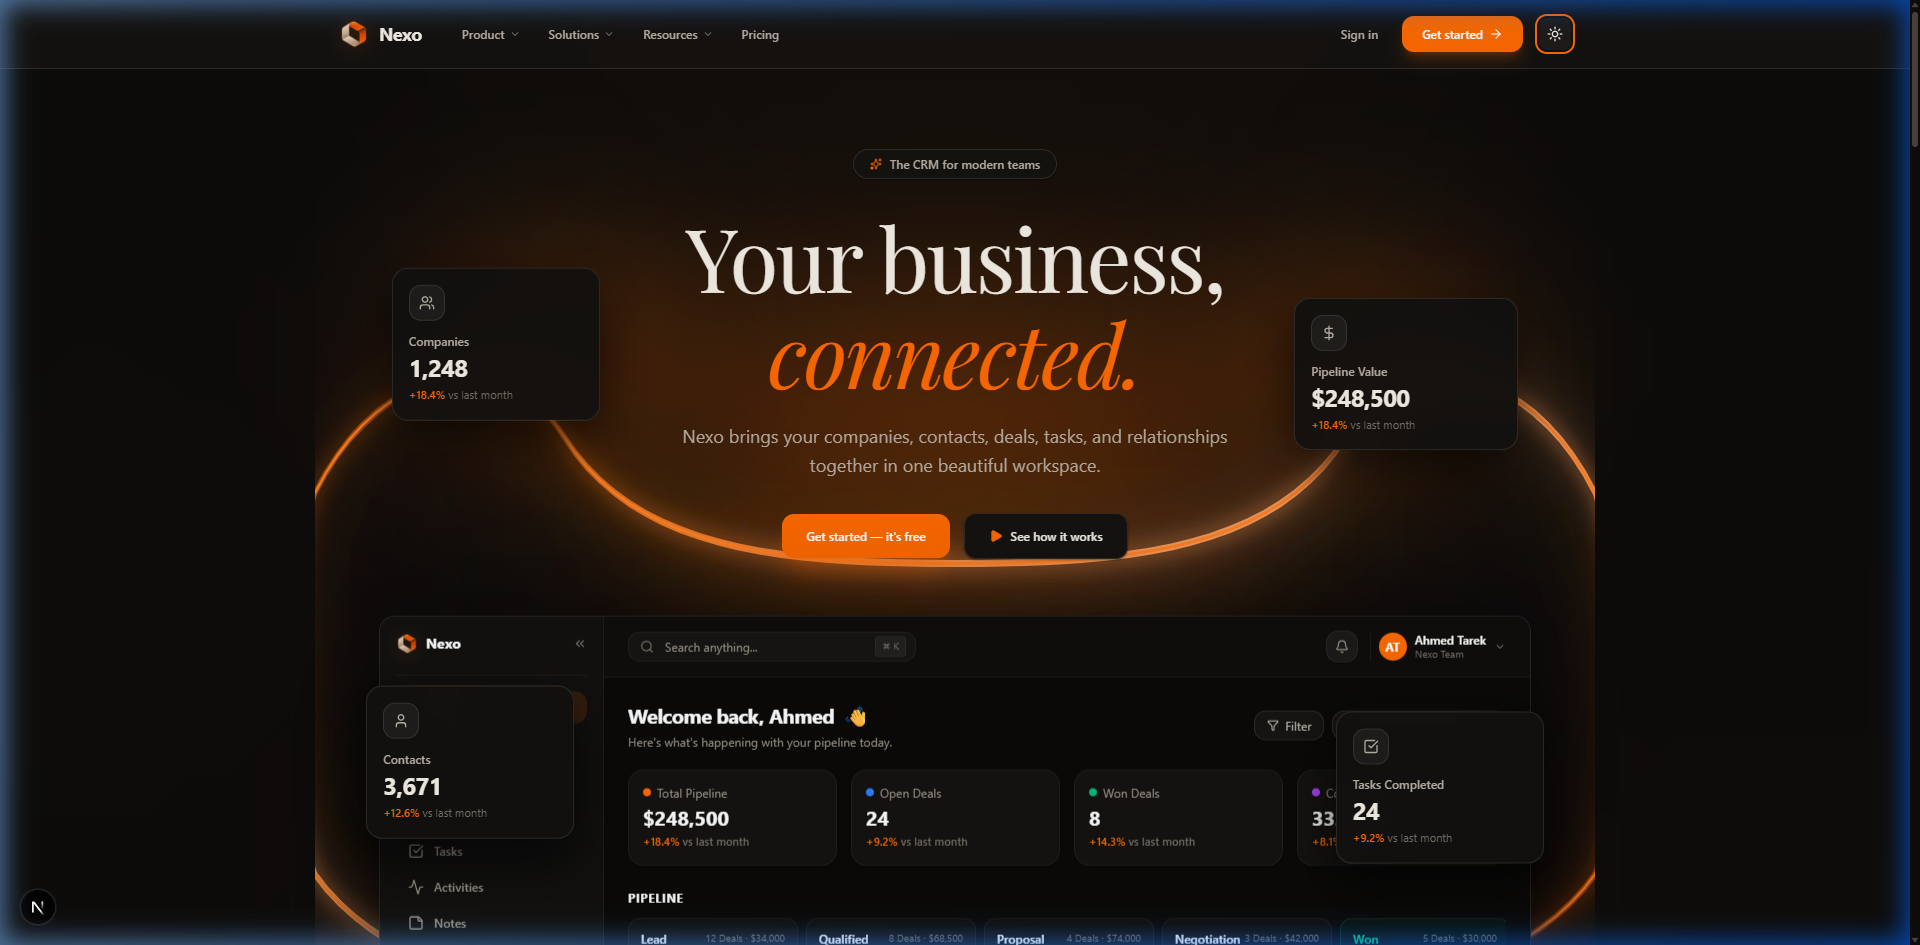 Nexo
Product
Solutions
Resources
Pricing
Sign in
Get started
The CRM for modern teams
Your business,
connected.
Nexo brings your companies, contacts, deals, tasks, and relationships
together in one beautiful workspace.
Get started — it's free
See how it works
Companies
1,248
+18.4% vs last month
Pipeline Value
$248,500
+18.4% vs last month
Nexo
Search anything...
⌘ K
AT
Ahmed Tarek
Nexo Team
Contacts
3,671
+12.6% vs last month
Tasks
Activities
Notes
Welcome back, Ahmed 👋
Here's what's happening with your pipeline today.
Filter
Total Pipeline
$248,500
+18.4% vs last month
Open Deals
24
+9.2% vs last month
Won Deals
8
+14.3% vs last month
Tasks Completed
24
+9.2% vs last month
PIPELINE
Lead 12 Deals · $34,000
Qualified 8 Deals · $68,500
Proposal 4 Deals · $74,000
Negotiation 3 Deals · $42,000
Won 5 Deals · $30,000
N